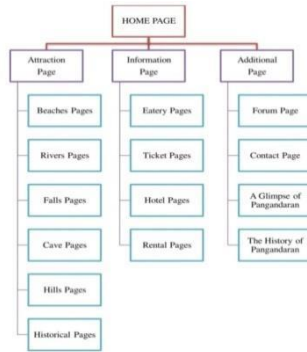 HOME PAGE
Attraction
Page
Information
Page
Additional
Page
Beaches Pages
Eatery Pages
Forum Page
Rivers Pages
Ticket Pages
Contact Page
Falls Pages
Hotel Pages
A Glimpse of
Pangandaran
Cave Pages
Rental Pages
The History of
Pangandaran
Hills Pages
Historical Pages